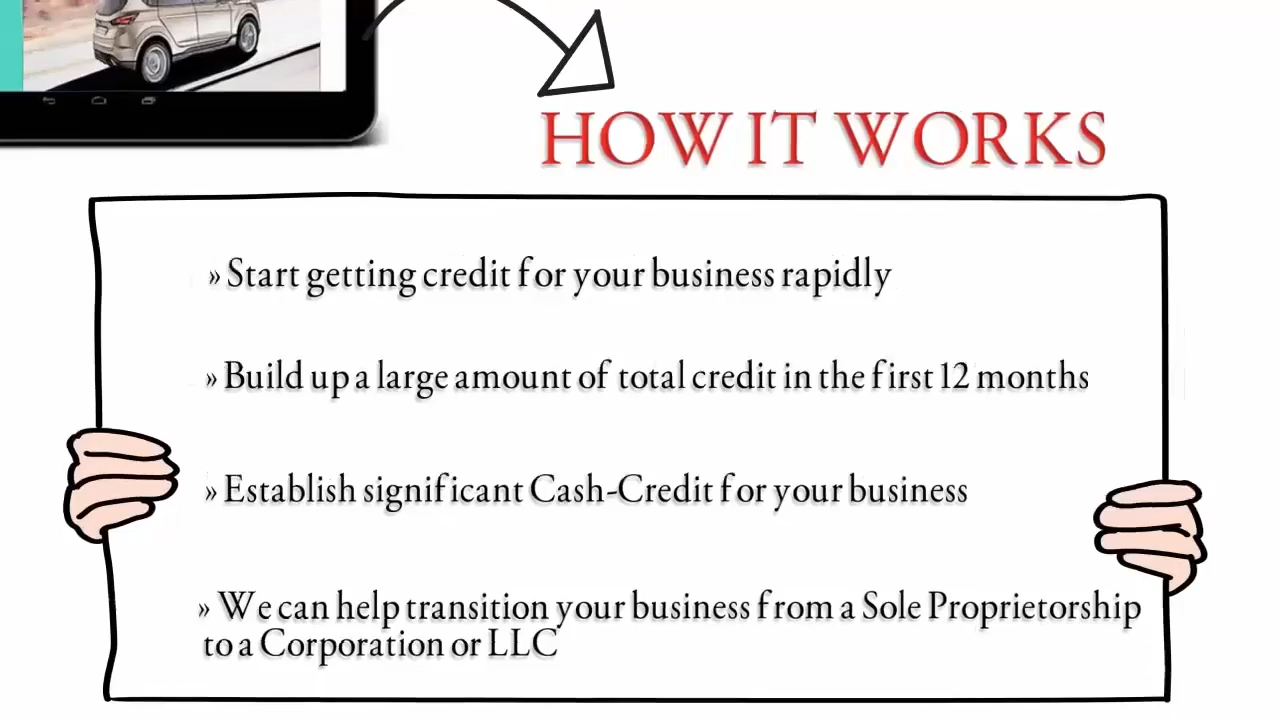 HOW IT WORKS
» Start getting credit for your business rapidly
» Build up a large amount of total credit in the first 12 months
» Establish significant Cash-Credit for your business
» We can help transition your business from a Sole Proprietorship
to a Corporation or LLC